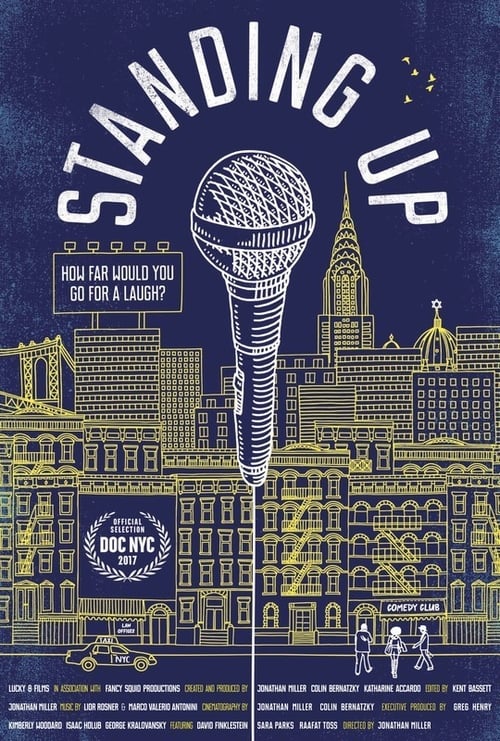 STANDING UP
HOW FAR WOULD YOU
GO FOR A LAUGH?
OFFICIAL
SELECTION
DOC NYC
2017
LAW
OFFICES
COMEDY CLUB
TAXI
NYC
LUCKY 8 FILMS IN ASSOCIATION WITH FANCY SQUID PRODUCTIONS CREATED AND PRODUCED BY JONATHAN MILLER COLIN BERNATZKY KATHARINE ACCARDO EDITED BY KENT BASSETT
JONATHAN MILLER MUSIC BY LIOR ROSNER & MARCO VALERIO ANTONINI CINEMATOGRAPHY BY JONATHAN MILLER COLIN BERNATZKY EXECUTIVE PRODUCED BY GREG HENRY
KIMBERLY WOODARD ISAAC HOLUB GEORGE KRALOVANSKY FEATURING DAVID FINKLESTEIN SARA PARKS RAAFAT TOSS DIRECTED BY JONATHAN MILLER